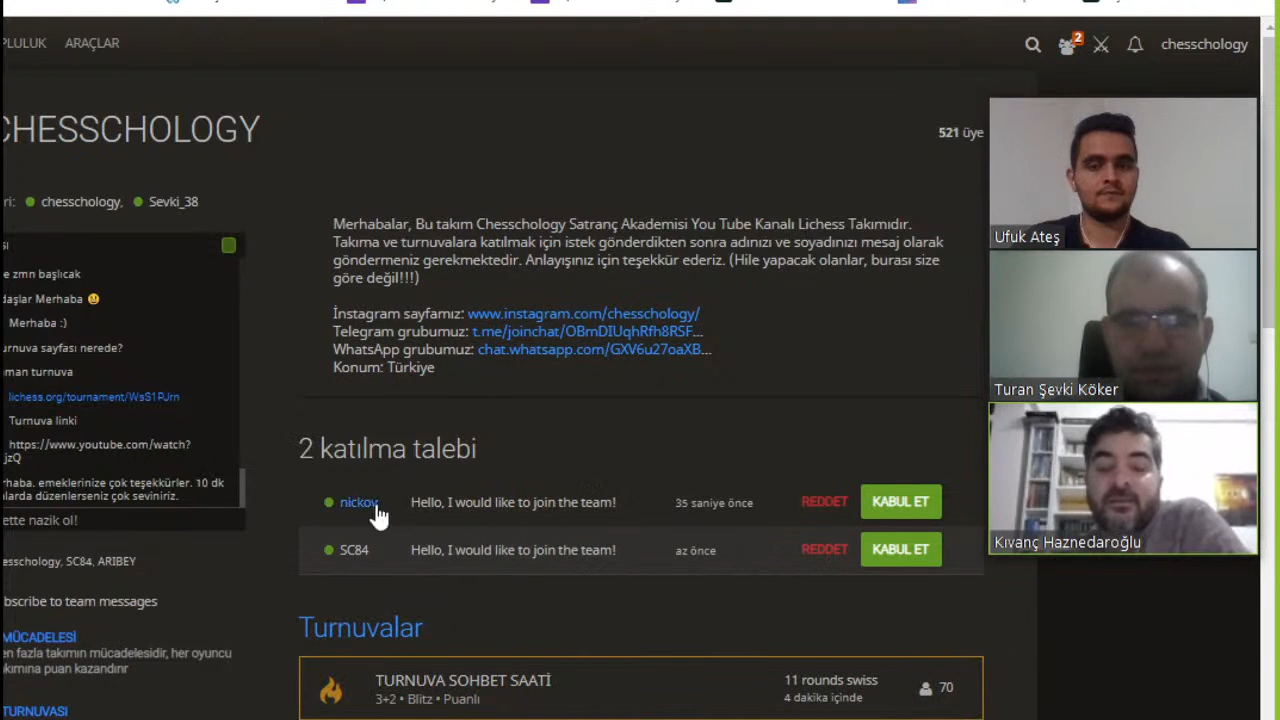 PLULUK ARAÇLAR
2
chesschology
CHESSCHOLOGY
521 üye
ri: chesschology, Sevki_38
Merhabalar, Bu takım Chesschology Satranç Akademisi You Tube Kanalı Lichess Takımıdır.
Takıma ve turnuvalara katılmak için istek gönderdikten sonra adınızı ve soyadınızı mesaj olarak
göndermeniz gerekmektedir. Anlayışınız için teşekkür ederiz. (Hile yapacak olanlar, burası size
göre değil!!!)
İnstagram sayfamız: www.instagram.com/chesschology/
Telegram grubumuz: t.me/joinchat/OBmDIUqhRfh8RSF...
WhatsApp grubumuz: chat.whatsapp.com/GXV6u27oaXB...
Konum: Türkiye
sı
e zmn başlıcak
daşlar Merhaba
Merhaba :)
urnuva sayfası nerede?
man turnuva
lichess.org/tournament/WsS1PJrn
Turnuva linki
https://www.youtube.com/watch?
jzQ
rhaba. emeklerinize çok teşekkürler. 10 dk
alarda düzenlerseniz çok seviniriz.
ette nazik ol!
esschology, SC84, ARIBEY
bscribe to team messages
MÜCADELESİ
en fazla takımın mücadelesidir, her oyuncu
akımına puan kazandırır
TURNUVASI
2 katılma talebi
nickov Hello, I would like to join the team! 35 saniye önce REDDET KABUL ET
SC84 Hello, I would like to join the team! az önce REDDET KABUL ET
Turnuvalar
TURNUVA SOHBET SAATİ 11 rounds swiss 70
3+2 • Blitz • Puanlı 4 dakika içinde
Ufuk Ateş
Turan Şevki Köker
Kıvanç Haznedaroğlu